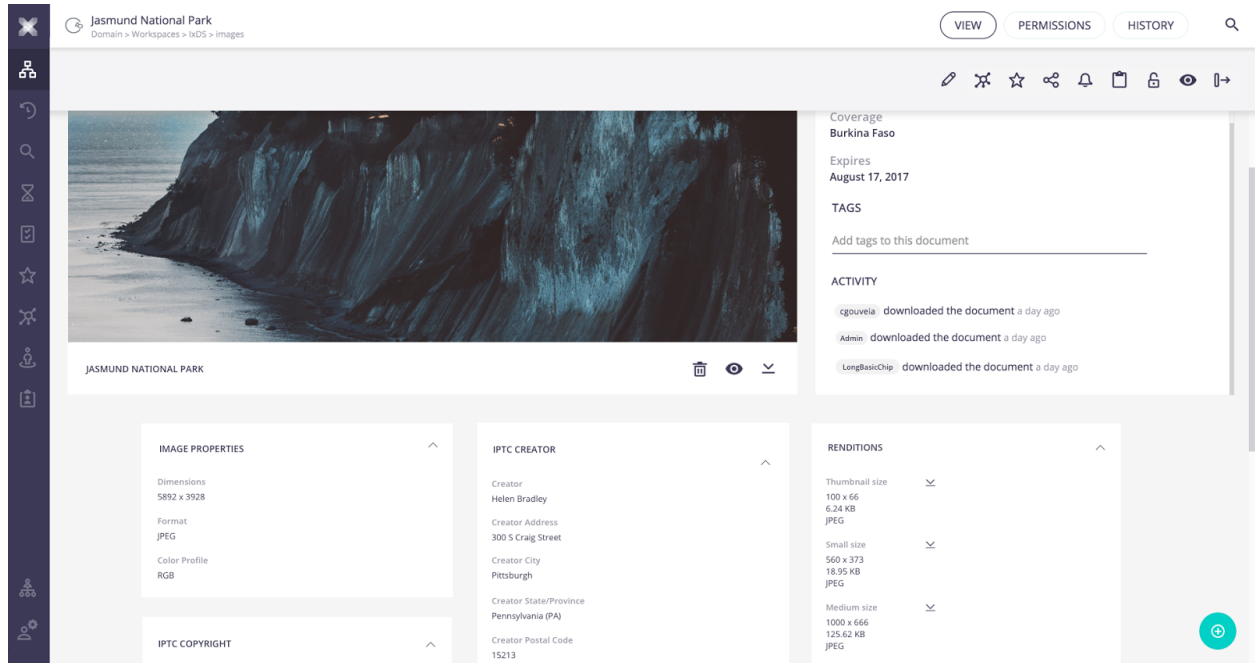 Jasmund National Park
Domain > Workspaces > IxDS > images
VIEW
PERMISSIONS
HISTORY
Coverage
Burkina Faso
Expires
August 17, 2017
TAGS
Add tags to this document
ACTIVITY
cgouveia downloaded the document a day ago
Admin downloaded the document a day ago
LongBasicChip downloaded the document a day ago
JASMUND NATIONAL PARK
IMAGE PROPERTIES
Dimensions
5892 x 3928
Format
JPEG
Color Profile
RGB
IPTC COPYRIGHT
IPTC CREATOR
Creator
Helen Bradley
Creator Address
300 S Craig Street
Creator City
Pittsburgh
Creator State/Province
Pennsylvania (PA)
Creator Postal Code
15213
RENDITIONS
Thumbnail size
100 x 66
6.24 KB
JPEG
Small size
560 x 373
18.95 KB
JPEG
Medium size
1000 x 666
125.62 KB
JPEG